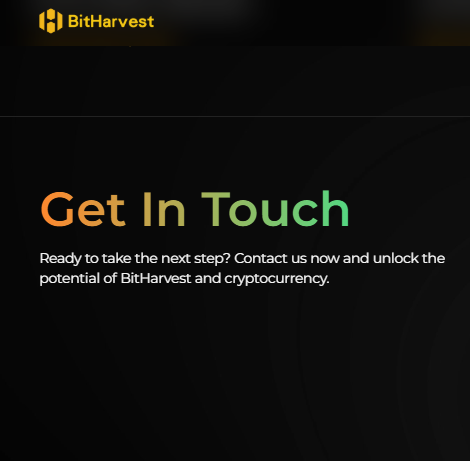 BitHarvest
Get In Touch
Ready to take the next step? Contact us now and unlock the
potential of BitHarvest and cryptocurrency.